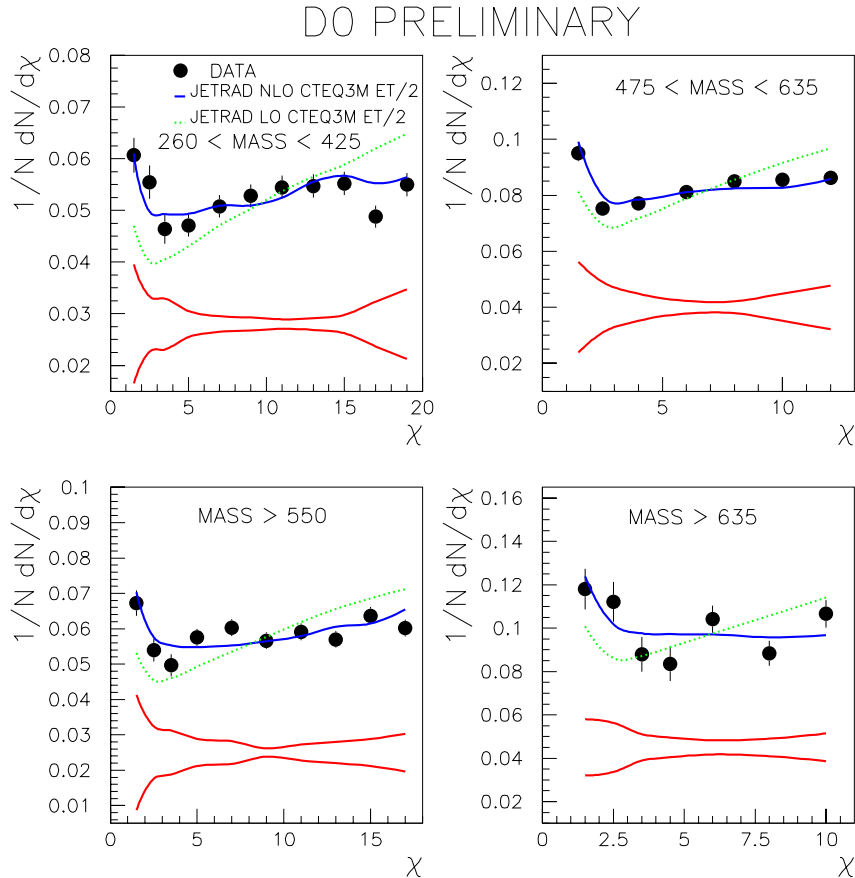 D0 PRELIMINARY
1/N dN/dχ
0.08
0.07
0.06
0.05
0.04
0.03
0.02
DATA
JETRAD NLO CTEQ3M ET/2
JETRAD LO CTEQ3M ET/2
260 < MASS < 425
0 5 10 15 20
χ
1/N dN/dχ
0.12
0.1
0.08
0.06
0.04
0.02
475 < MASS < 635
0 5 10
χ
1/N dN/dχ
0.1
0.09
0.08
0.07
0.06
0.05
0.04
0.03
0.02
0.01
MASS > 550
0 5 10 15
χ
1/N dN/dχ
0.16
0.14
0.12
0.1
0.08
0.06
0.04
0.02
MASS > 635
0 2.5 5 7.5 10
χ